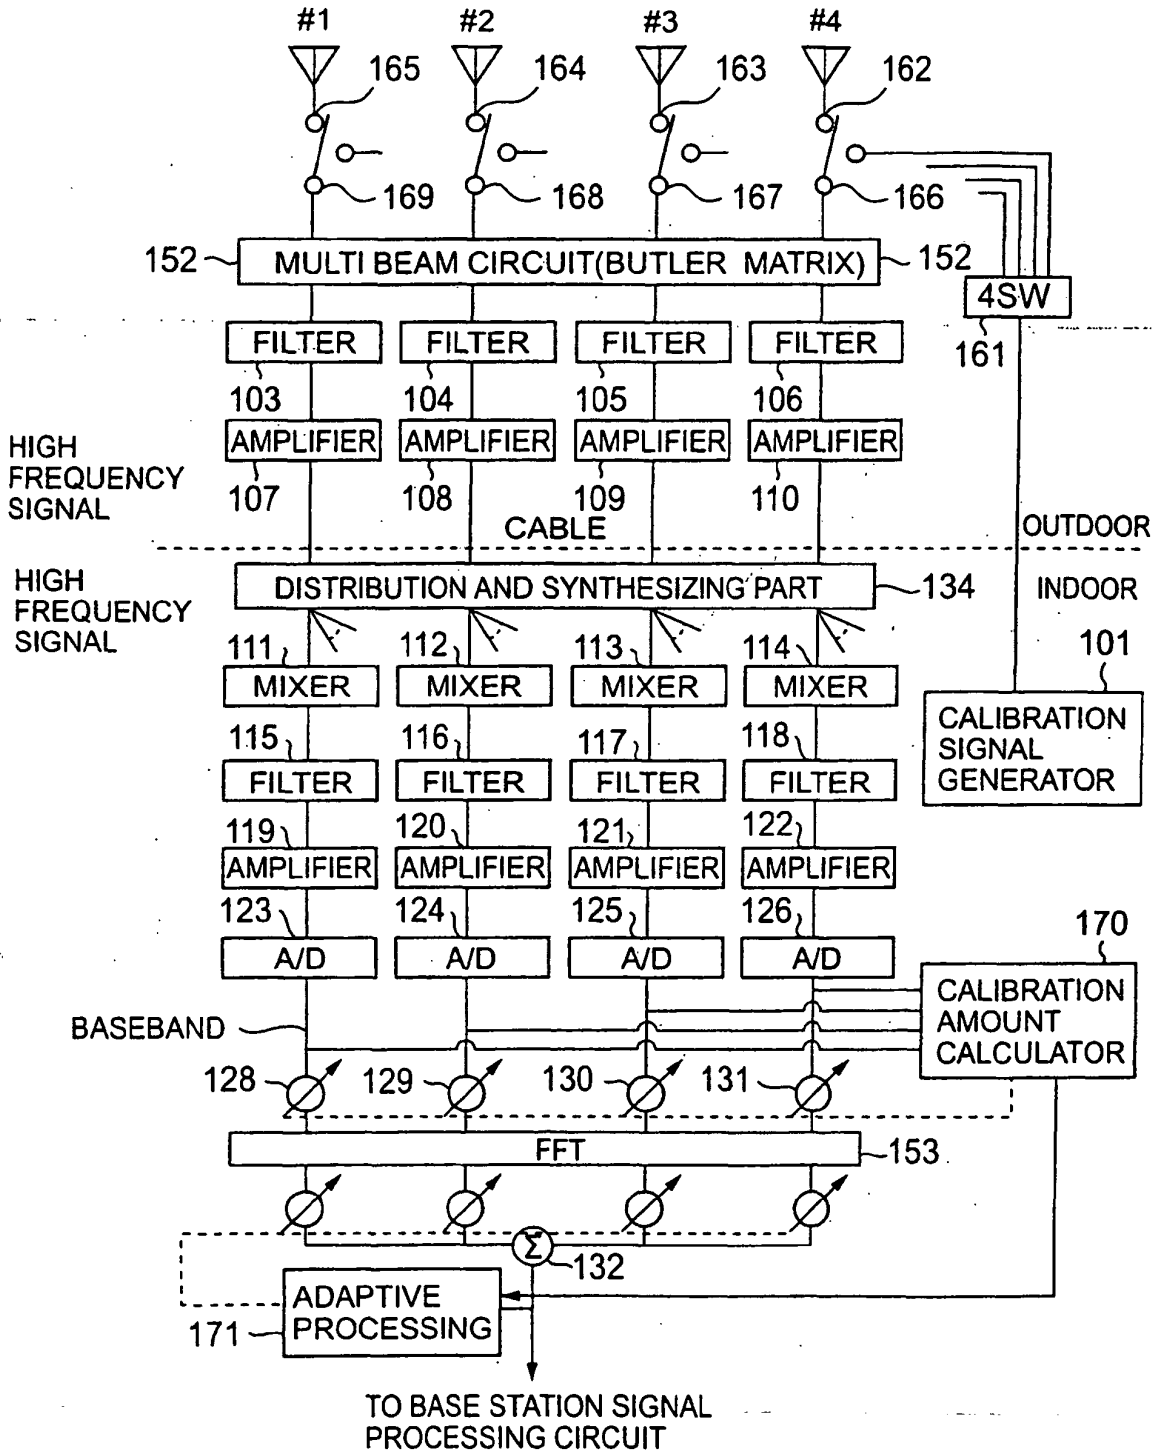 #1 #2 #3 #4
165 164 163 162
169 168 167 166
152 MULTI BEAM CIRCUIT(BUTLER MATRIX) 152
4SW
161
FILTER FILTER FILTER FILTER
103 104 105 106
AMPLIFIER AMPLIFIER AMPLIFIER AMPLIFIER
107 108 109 110
HIGH
FREQUENCY
SIGNAL
CABLE
OUTDOOR
HIGH
FREQUENCY
SIGNAL
DISTRIBUTION AND SYNTHESIZING PART 134
INDOOR
111 112 113 114
MIXER MIXER MIXER MIXER
101
CALIBRATION
SIGNAL
GENERATOR
115 116 117 118
FILTER FILTER FILTER FILTER
119 120 121 122
AMPLIFIER AMPLIFIER AMPLIFIER AMPLIFIER
123 124 125 126
A/D A/D A/D A/D
170
CALIBRATION
AMOUNT
CALCULATOR
BASEBAND
128 129 130 131
FFT 153
Σ
132
ADAPTIVE
PROCESSING
171
TO BASE STATION SIGNAL
PROCESSING CIRCUIT